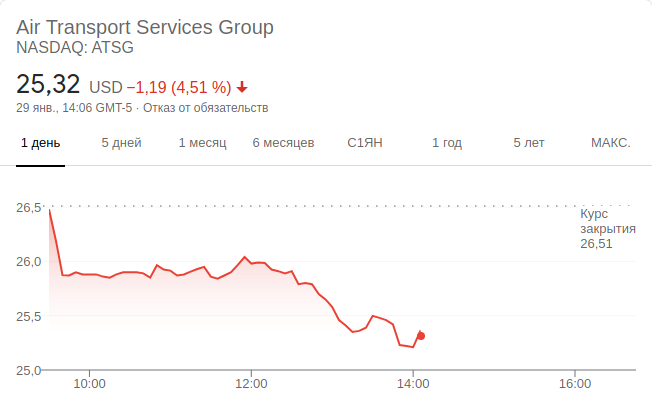 Air Transport Services Group
NASDAQ: ATSG
25,32 USD −1,19 (4,51 %)
29 янв., 14:06 GMT-5 · Отказ от обязательств
1 день 5 дней 1 месяц 6 месяцев С1ЯН 1 год 5 лет МАКС.
26,5
Курс
закрытия
26,51
26,0
25,5
25,0
10:00 12:00 14:00 16:00